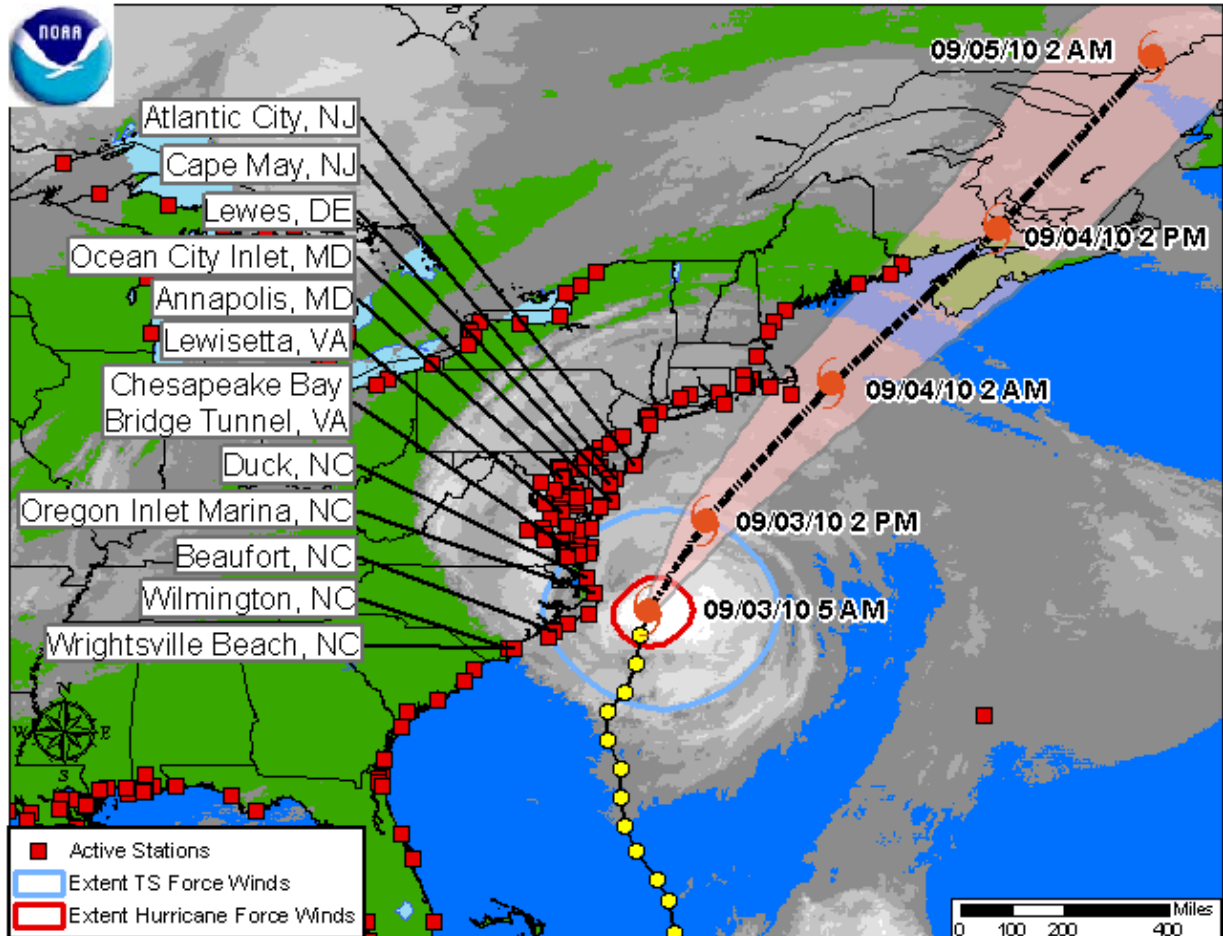 NOAA
09/05/10 2 AM
Atlantic City, NJ
Cape May, NJ
Lewes, DE
Ocean City Inlet, MD
Annapolis, MD
Lewisetta, VA
Chesapeake Bay
Bridge Tunnel, VA
Duck, NC
Oregon Inlet Marina, NC
Beaufort, NC
Wilmington, NC
Wrightsville Beach, NC
09/04/10 2 PM
09/04/10 2 AM
09/03/10 2 PM
09/03/10 5 AM
N
W E
S
Active Stations
Extent TS Force Winds
Extent Hurricane Force Winds
Miles
0 100 200 400